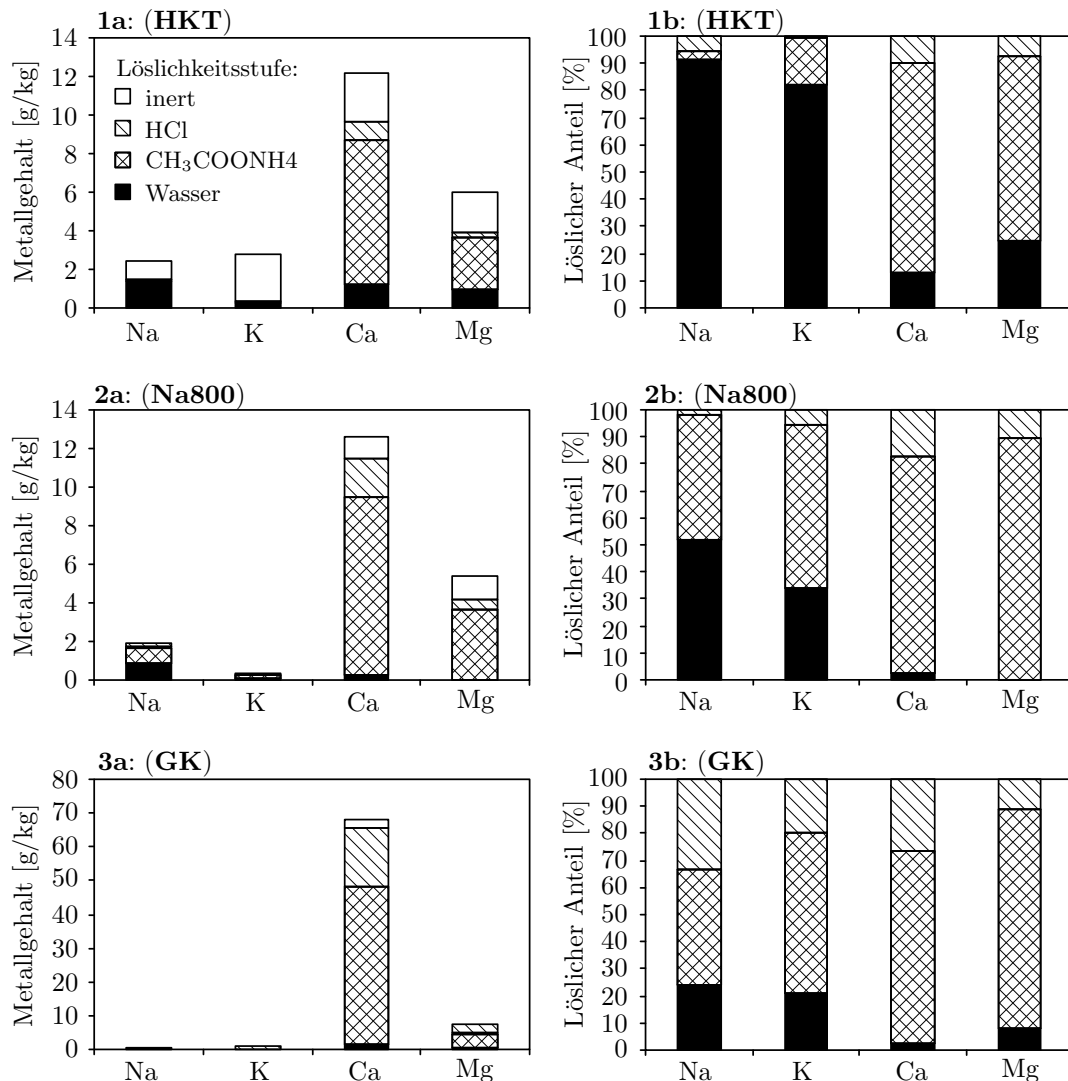 1a: (HKT)
Metallgehalt [g/kg]
14
12
10
8
6
4
2
0
Löslichkeitsstufe:
inert
HCl
CH₃COONH4
Wasser
Na K Ca Mg
1b: (HKT)
Löslicher Anteil [%]
100
90
80
70
60
50
40
30
20
10
0
Na K Ca Mg
2a: (Na800)
Metallgehalt [g/kg]
14
12
10
8
6
4
2
0
Na K Ca Mg
2b: (Na800)
Löslicher Anteil [%]
100
90
80
70
60
50
40
30
20
10
0
Na K Ca Mg
3a: (GK)
Metallgehalt [g/kg]
80
70
60
50
40
30
20
10
0
Na K Ca Mg
3b: (GK)
Löslicher Anteil [%]
100
90
80
70
60
50
40
30
20
10
0
Na K Ca Mg